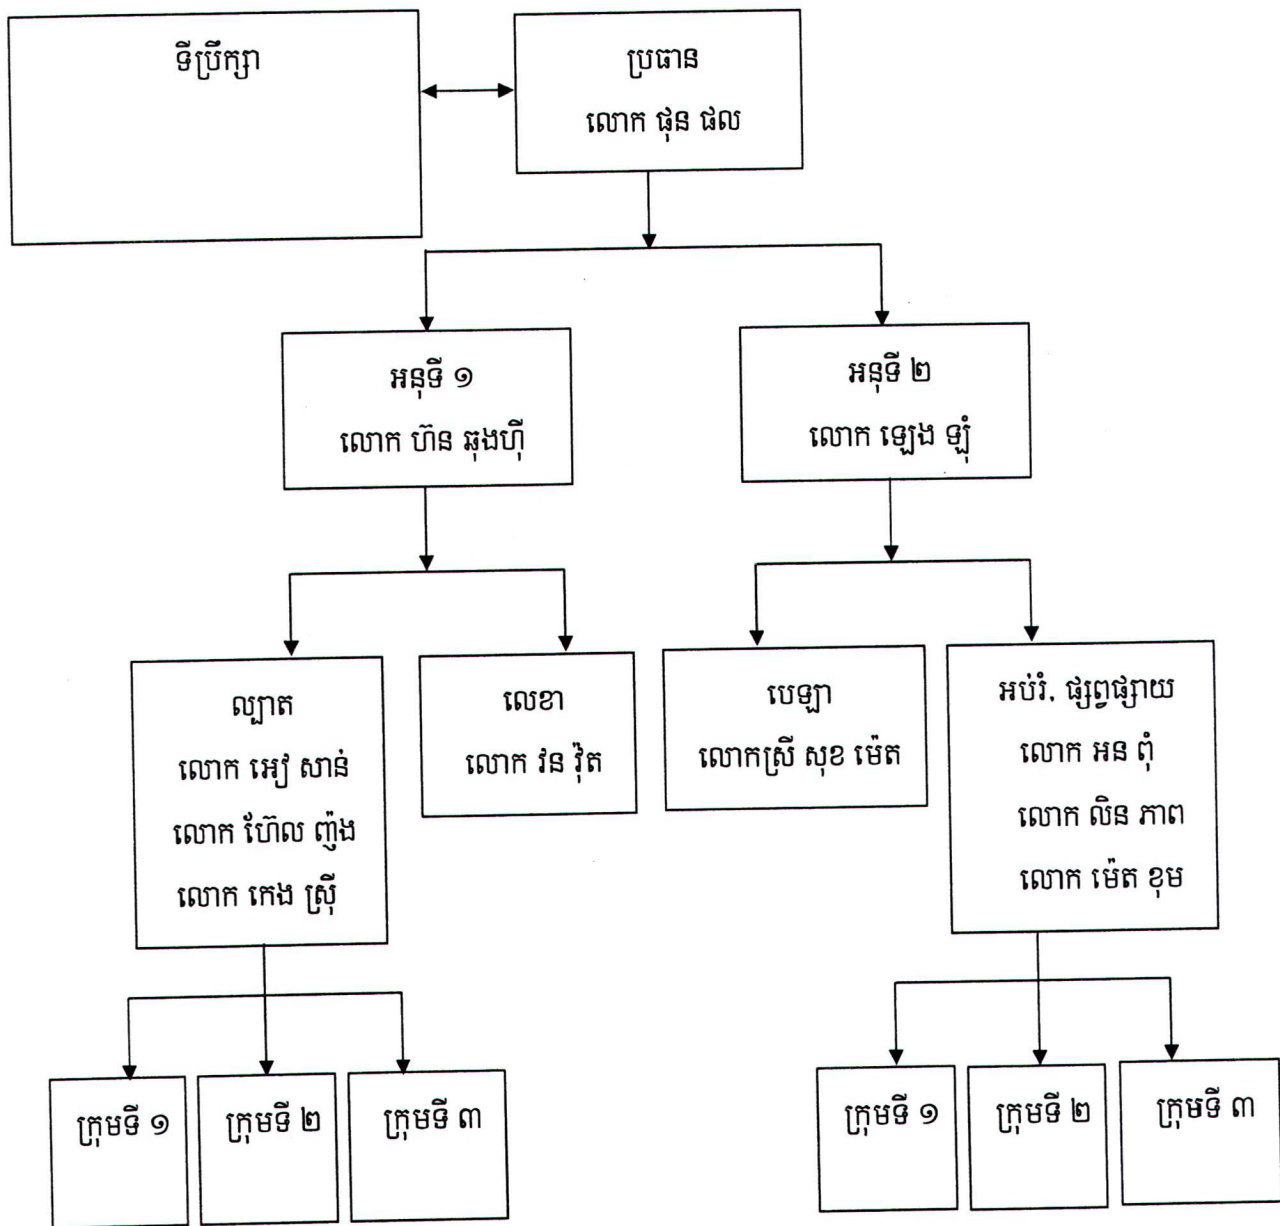 ទីប្រឹក្សា
ប្រធាន
លោក ផុន ផល
អនុទី ១
លោក ហ៊ន ឆុងហ៊ី
អនុទី ២
លោក ឡេង ឡុំ
ល្បាត
លោក អៀ សាន់
លោក ហ៊ែល ញ៉ង
លោក កេង ស្រ៊ី
លេខា
លោក វន វុំត
បេឡា
លោកស្រី សុខ ម៉េត
អប់រំ, ផ្សព្វផ្សាយ
លោក អន ពុំ
លោក លិន ភាព
លោក ម៉េត ខុម
ក្រុមទី ១
ក្រុមទី ២
ក្រុមទី ៣
ក្រុមទី ១
ក្រុមទី ២
ក្រុមទី ៣